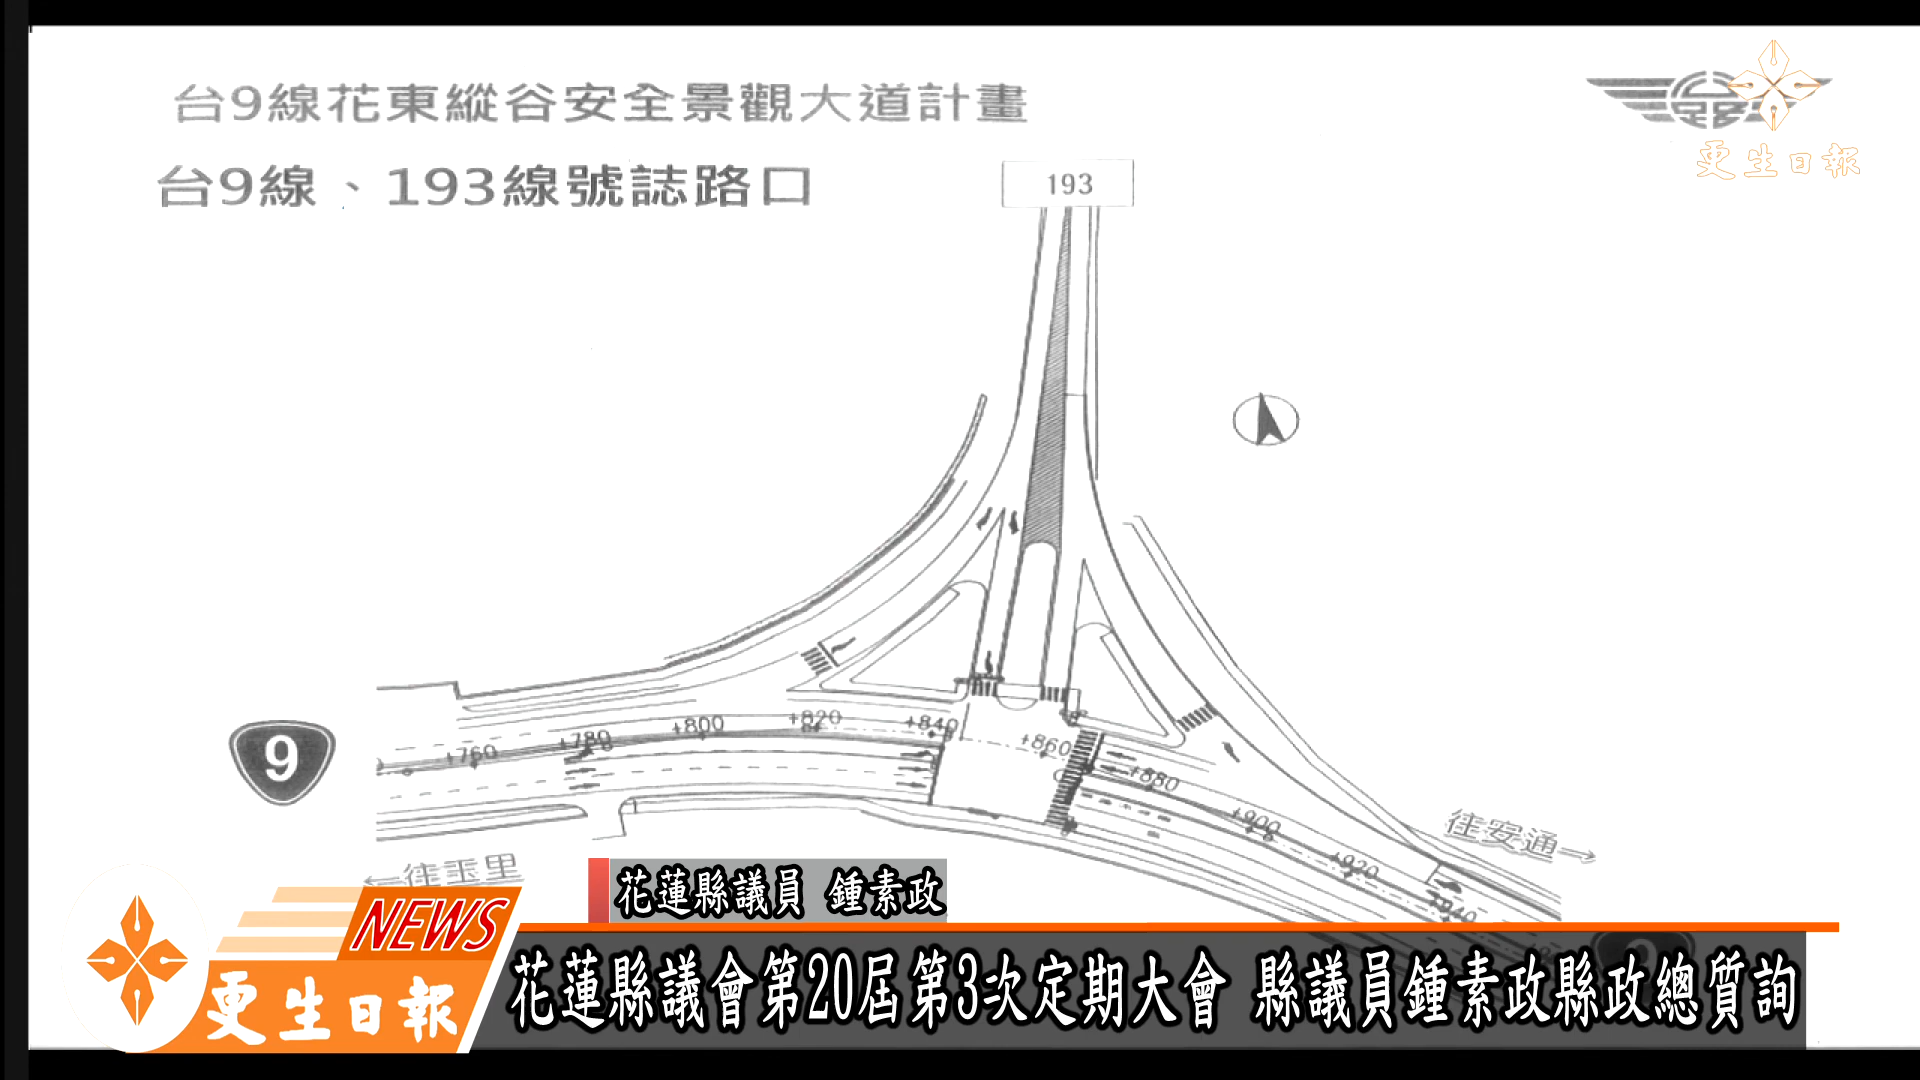 台9線花東縱谷安全景觀大道計畫
台9線、193線號誌路口
193
更生日報
9
+760
+780
+800
+820
+840
+860
+880
+900
+920
+940
往安通→
←往玉里
花蓮縣議員 鍾素政
NEWS
更生日報
花蓮縣議會第20屆第3次定期大會 縣議員鍾素政縣政總質詢